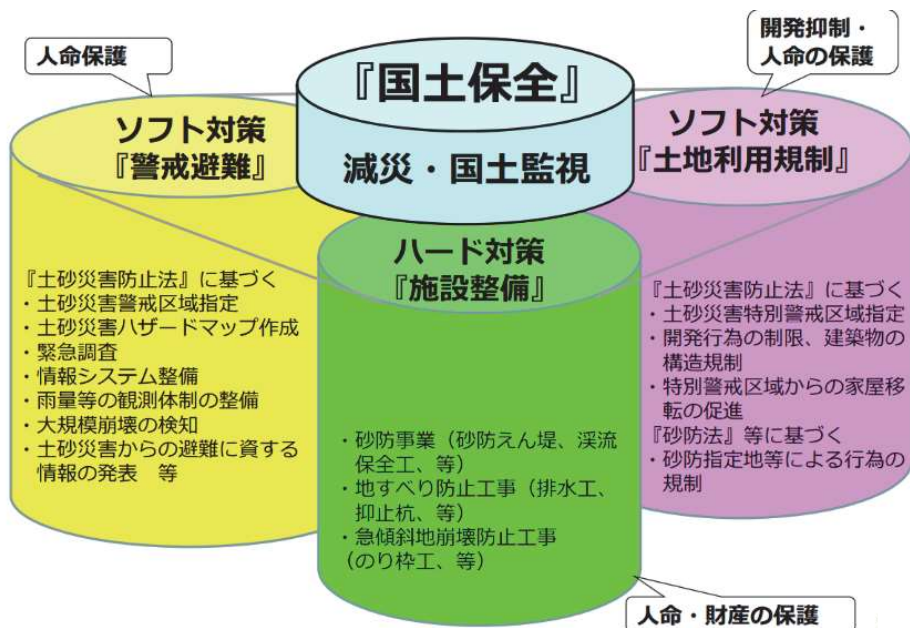 人命保護
開発抑制・
人命の保護
『国土保全』
減災・国土監視
ソフト対策
『警戒避難』
『土砂災害防止法』に基づく
・土砂災害警戒区域指定
・土砂災害ハザードマップ作成
・緊急調査
・情報システム整備
・雨量等の観測体制の整備
・大規模崩壊の検知
・土砂災害からの避難に資する
情報の発表　等
ハード対策
『施設整備』
・砂防事業（砂防えん堤、渓流
保全工、等）
・地すべり防止工事（排水工、
抑止杭、等）
・急傾斜地崩壊防止工事
（のり枠工、等）
ソフト対策
『土地利用規制』
『土砂災害防止法』に基づく
・土砂災害特別警戒区域指定
・開発行為の制限、建築物の
構造規制
・特別警戒区域からの家屋移
転の促進
『砂防法』等に基づく
・砂防指定地等による行為の
規制
人命・財産の保護